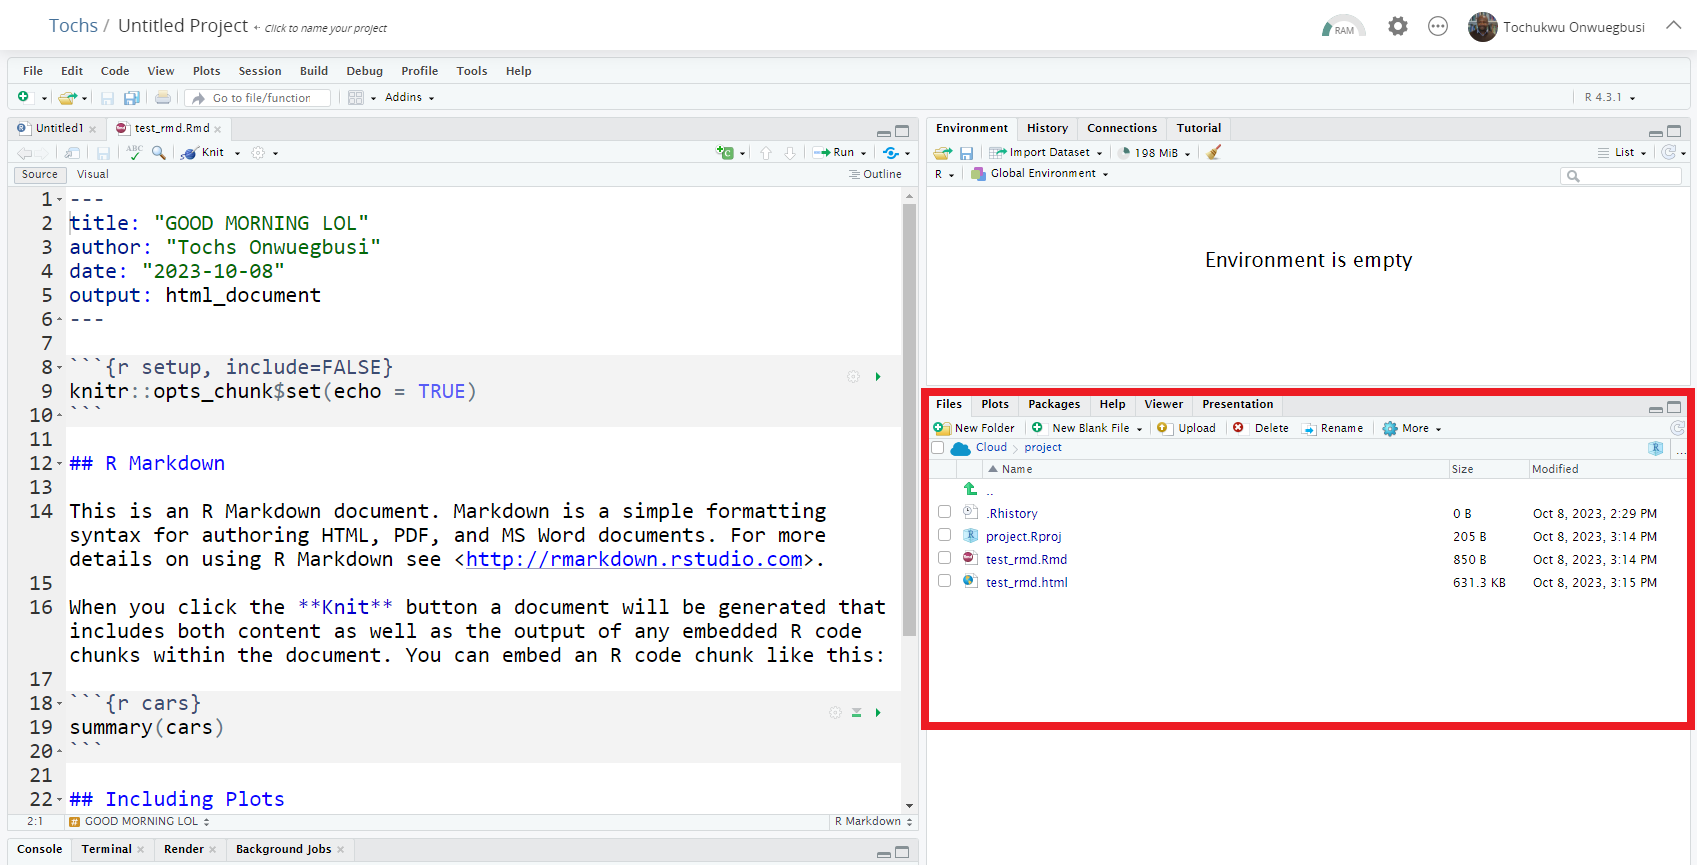 Tochs / Untitled Project ← Click to name your project
RAM
Tochukwu Onwuegbusi
File Edit Code View Plots Session Build Debug Profile Tools Help
Go to file/function
Addins
R 4.3.1
Untitled1
test_rmd.Rmd
ABC
Knit
Run
Source Visual
Outline
1 ---
2 title: "GOOD MORNING LOL"
3 author: "Tochs Onwuegbusi"
4 date: "2023-10-08"
5 output: html_document
6 ---
7
8 ```{r setup, include=FALSE}
9 knitr::opts_chunk$set(echo = TRUE)
10 ```
11
12 ## R Markdown
13
14 This is an R Markdown document. Markdown is a simple formatting
syntax for authoring HTML, PDF, and MS Word documents. For more
details on using R Markdown see <http://rmarkdown.rstudio.com>.
15
16 When you click the **Knit** button a document will be generated that
includes both content as well as the output of any embedded R code
chunks within the document. You can embed an R code chunk like this:
17
18 ```{r cars}
19 summary(cars)
20 ```
21
22 ## Including Plots
2:1 # GOOD MORNING LOL
R Markdown
Console Terminal Render Background Jobs
Environment History Connections Tutorial
Import Dataset
198 MiB
List
R
Global Environment
Environment is empty
Files Plots Packages Help Viewer Presentation
New Folder New Blank File Upload Delete Rename More
Cloud project
R
...
Name Size Modified
..
.Rhistory 0 B Oct 8, 2023, 2:29 PM
project.Rproj 205 B Oct 8, 2023, 3:14 PM
test_rmd.Rmd 850 B Oct 8, 2023, 3:14 PM
test_rmd.html 631.3 KB Oct 8, 2023, 3:15 PM